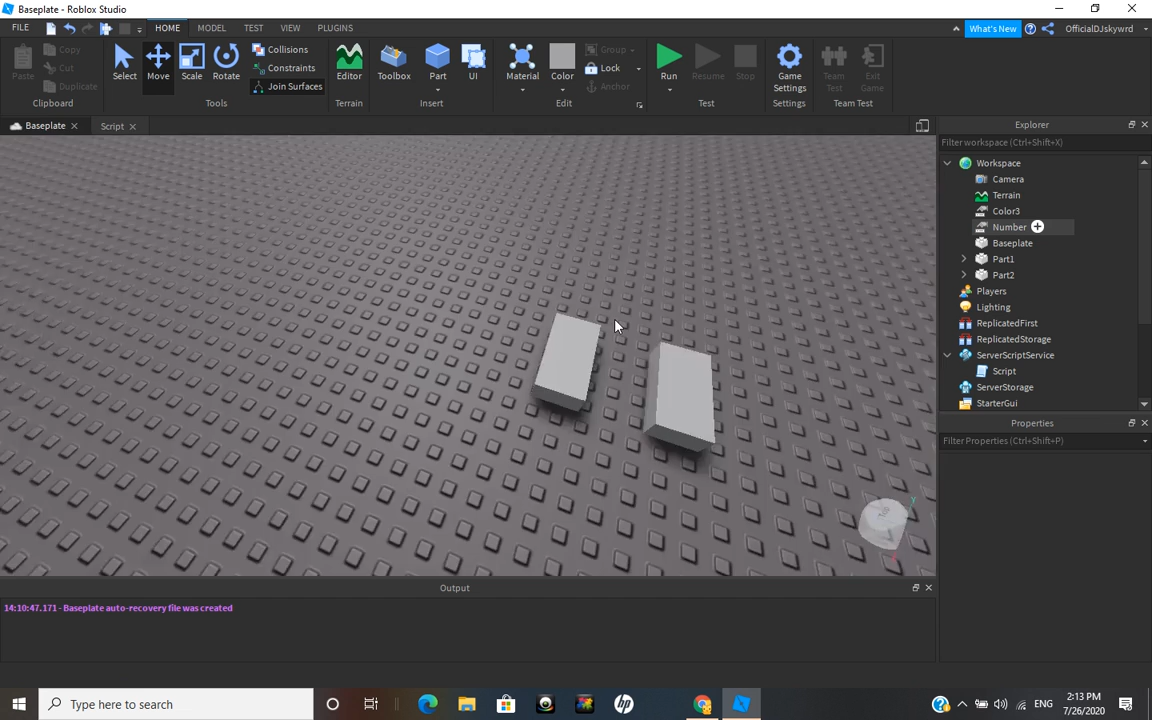 Baseplate - Roblox Studio
FILE HOME MODEL TEST VIEW PLUGINS What's New OfficialDJskywrd
Paste Copy Cut Duplicate
Clipboard
Select Move Scale Rotate Collisions Constraints Join Surfaces
Tools
Editor
Terrain
Toolbox Part UI
Insert
Material Color Group Lock Anchor
Edit
Run Resume Stop
Test
Game Settings
Settings
Team Test Exit Game
Team Test
Baseplate Script
Explorer
Filter workspace (Ctrl+Shift+X)
Workspace
Camera
Terrain
Color3
Number
Baseplate
Part1
Part2
Players
Lighting
ReplicatedFirst
ReplicatedStorage
ServerScriptService
Script
ServerStorage
StarterGui
Properties
Filter Properties (Ctrl+Shift+P)
y
Output
14:10:47.171 - Baseplate auto-recovery file was created
Type here to search
hp
ENG
2:13 PM
7/26/2020